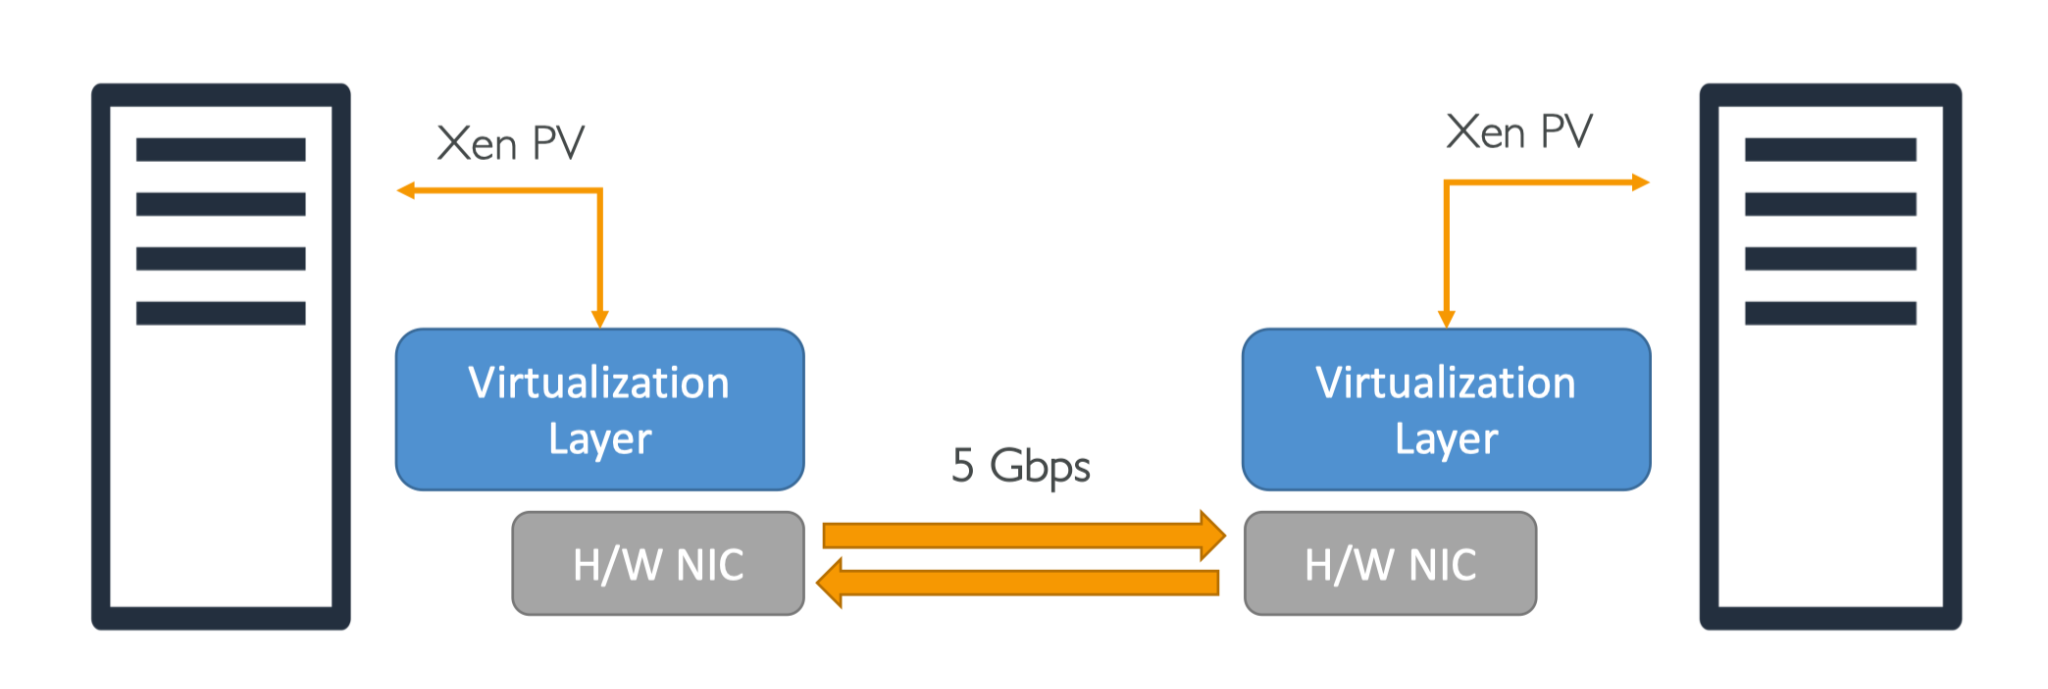 Xen PV
Xen PV
Virtualization
Layer
Virtualization
Layer
5 Gbps
H/W NIC
H/W NIC